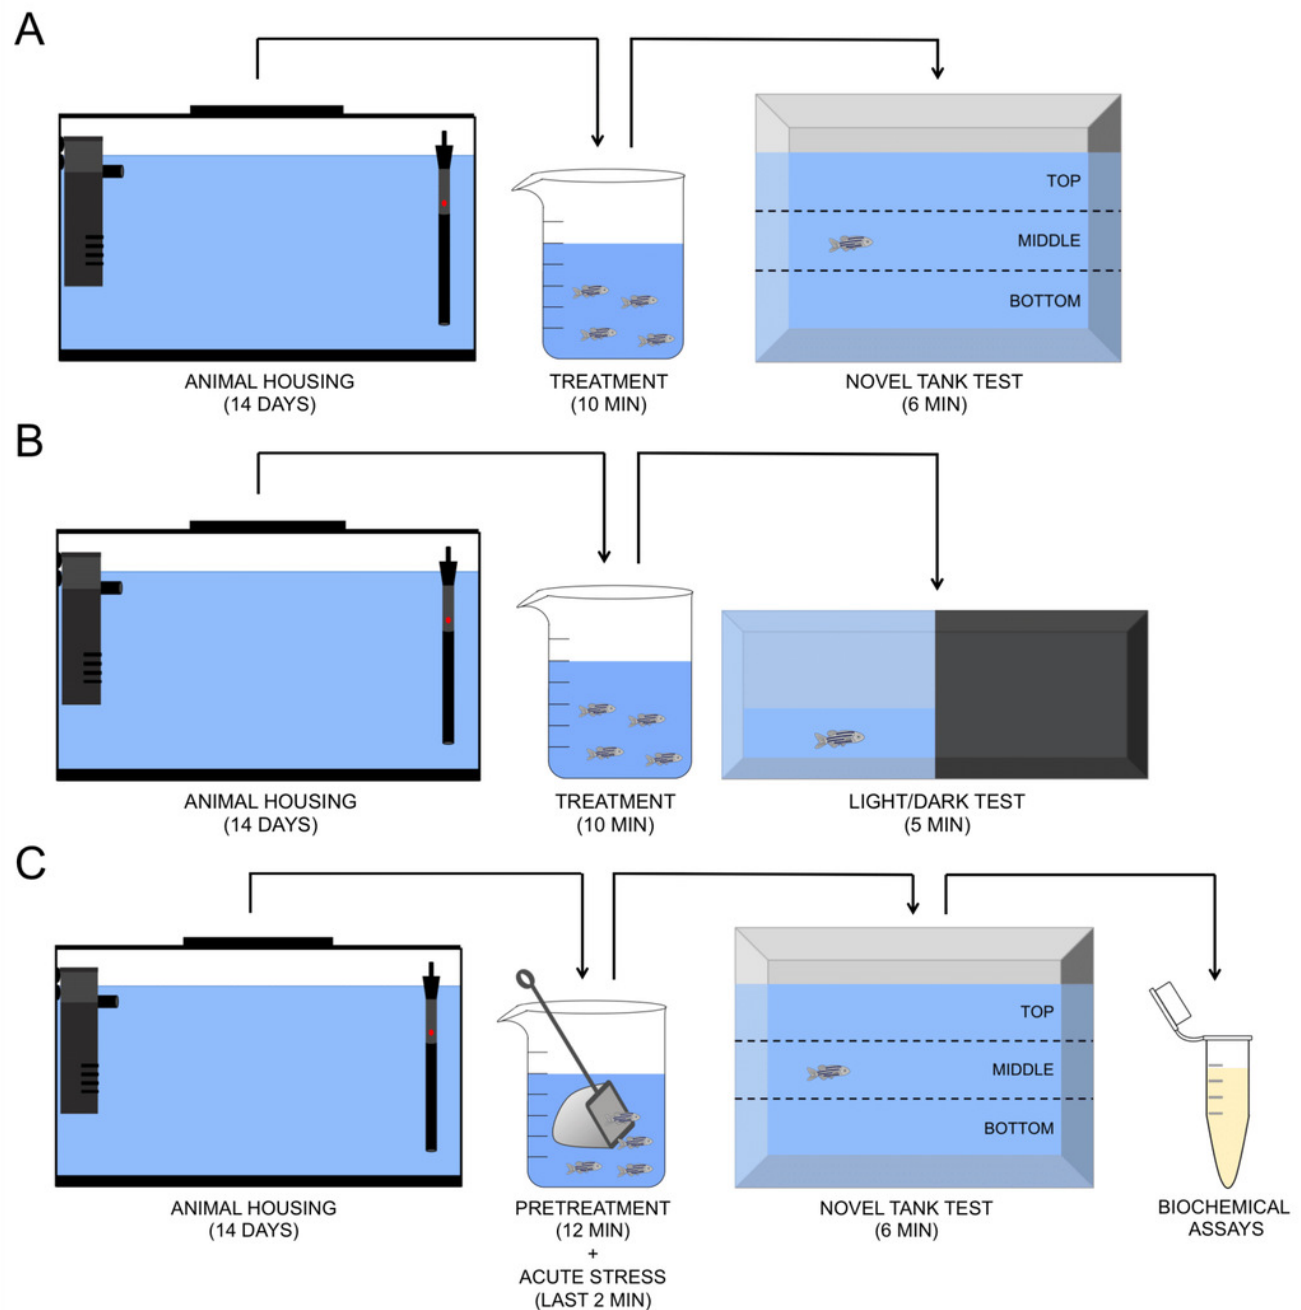 A
TOP
MIDDLE
BOTTOM
ANIMAL HOUSING
(14 DAYS)
TREATMENT
(10 MIN)
NOVEL TANK TEST
(6 MIN)
B
ANIMAL HOUSING
(14 DAYS)
TREATMENT
(10 MIN)
LIGHT/DARK TEST
(5 MIN)
C
TOP
MIDDLE
BOTTOM
ANIMAL HOUSING
(14 DAYS)
PRETREATMENT
(12 MIN)
+
ACUTE STRESS
(LAST 2 MIN)
NOVEL TANK TEST
(6 MIN)
BIOCHEMICAL
ASSAYS